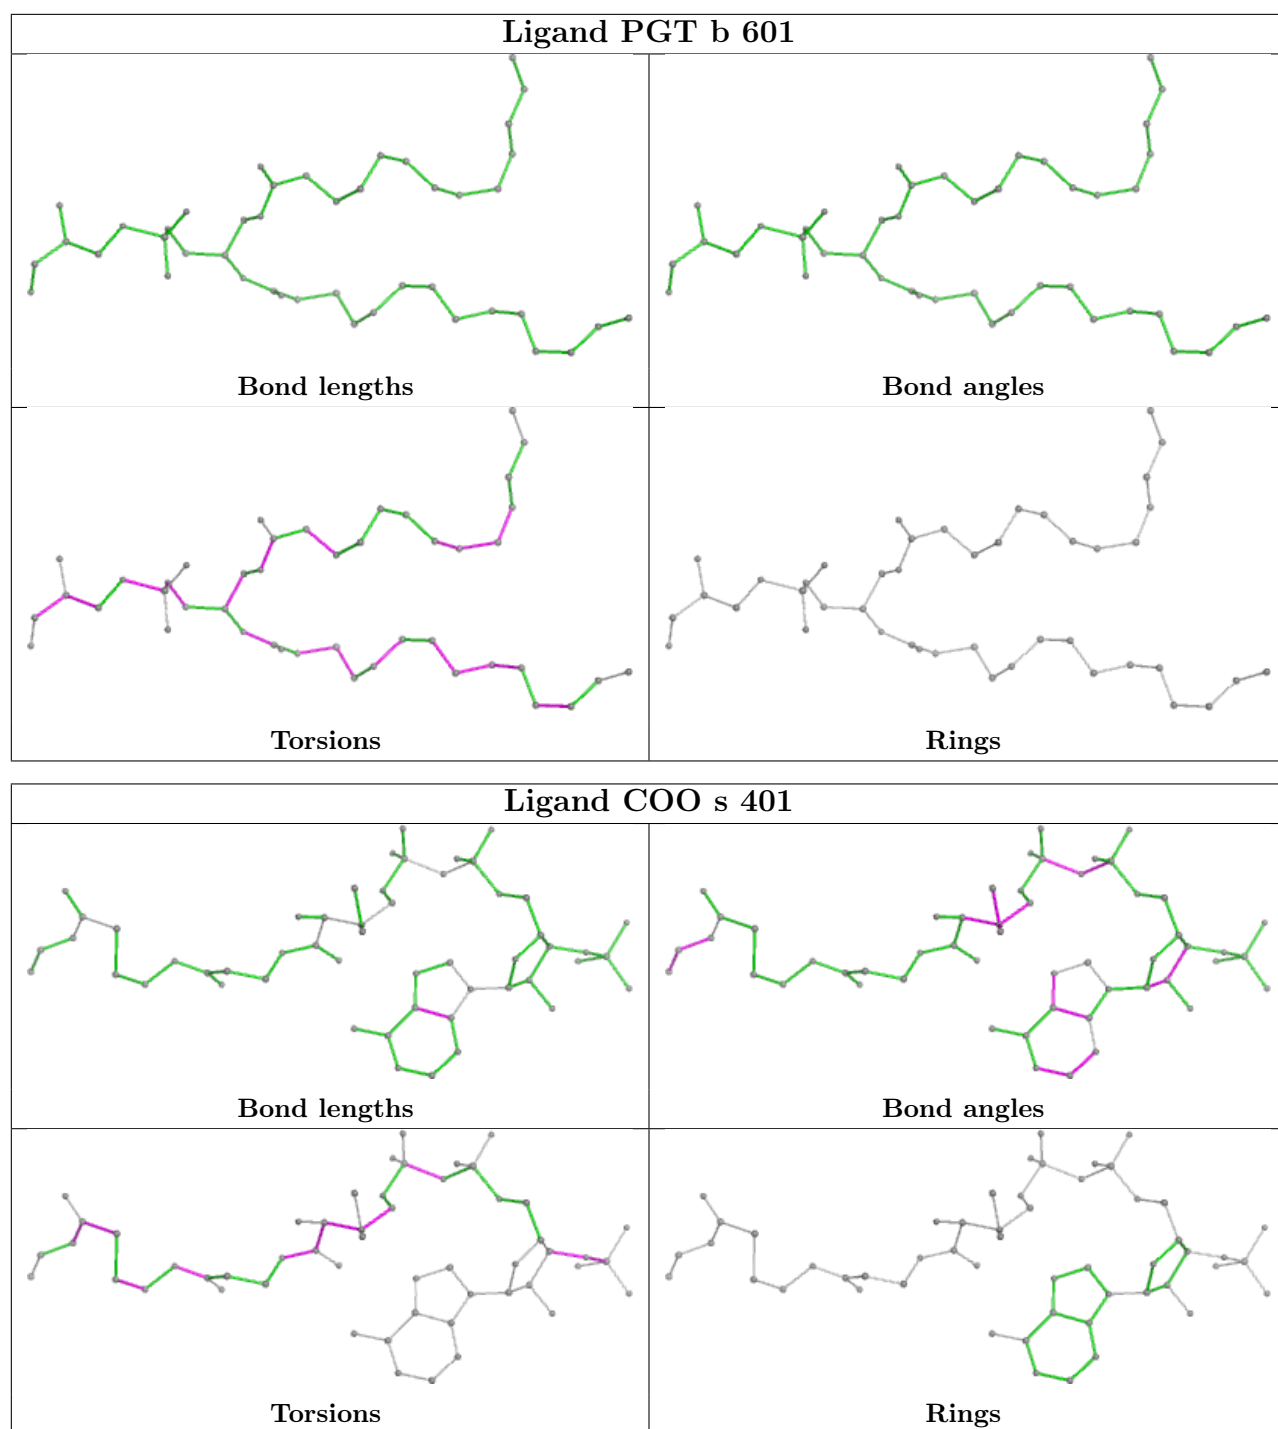 Ligand PGT b 601
Bond lengths
Bond angles
Torsions
Rings
Ligand COO s 401
Bond lengths
Bond angles
Torsions
Rings